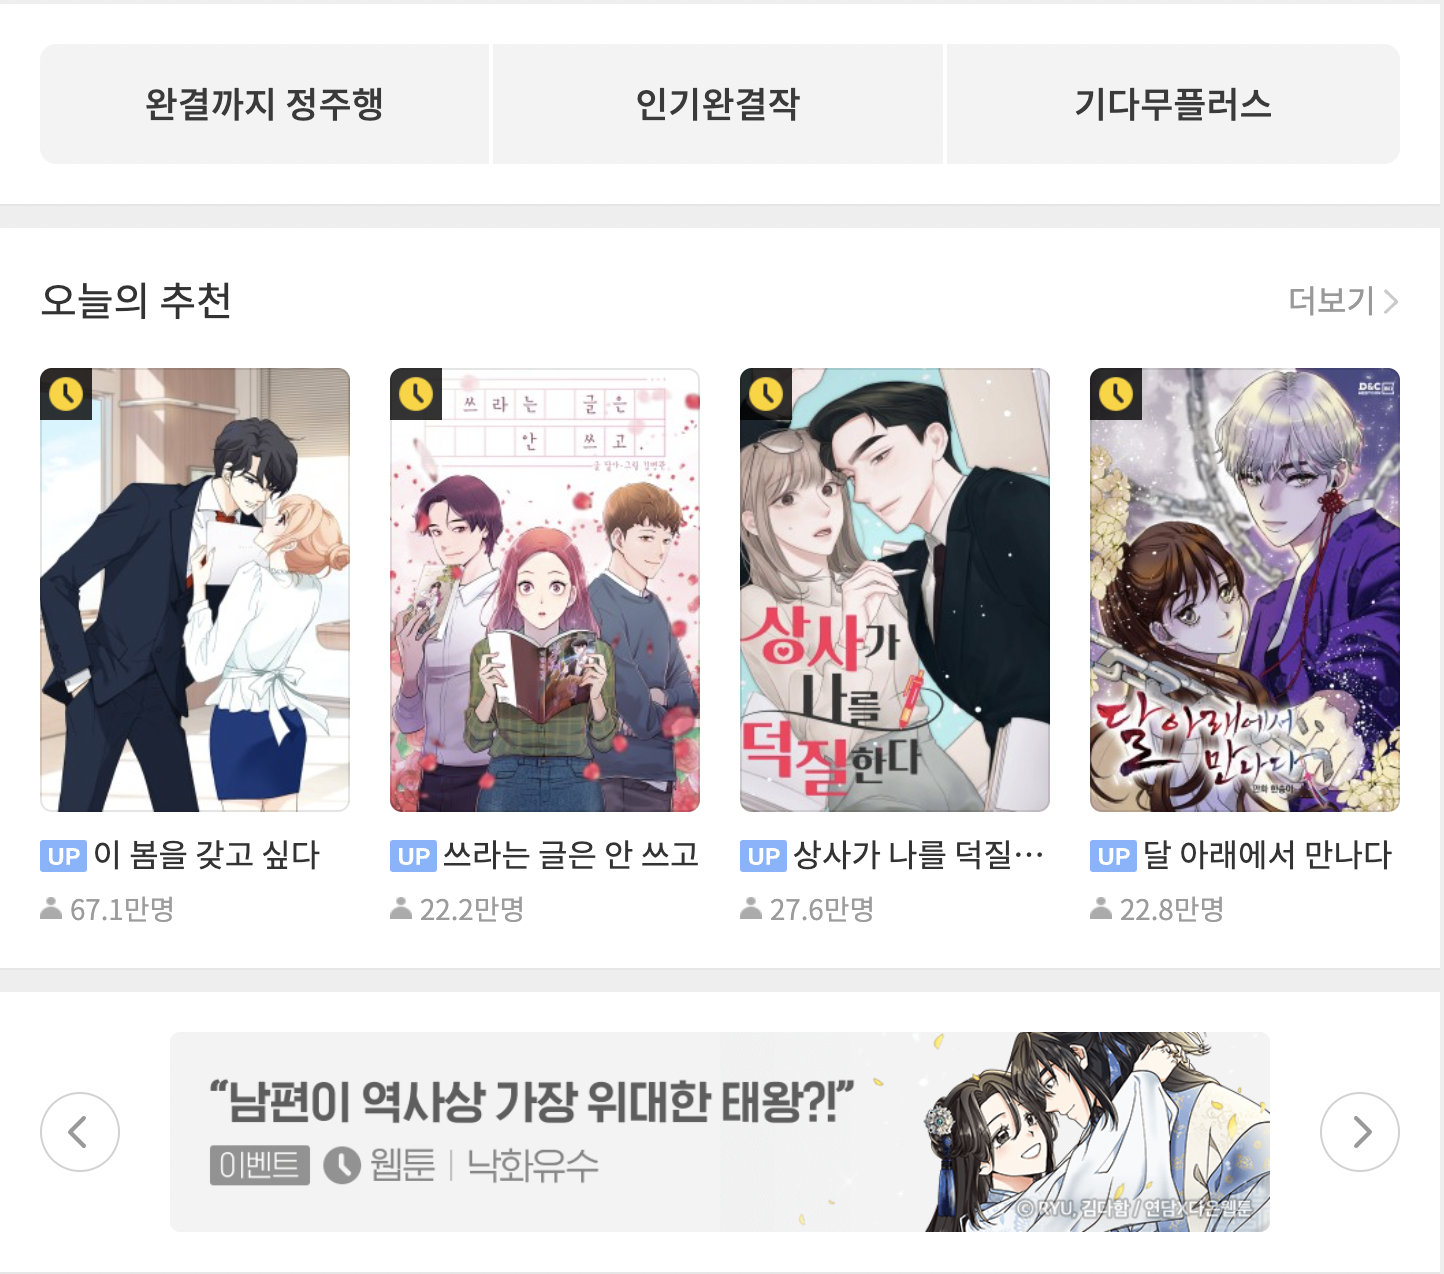 완결까지 정주행
인기완결작
기다무플러스
오늘의 추천
더보기
쓰라는 글은
안 쓰고.
상사가
나를
덕질한다
D&C
달 아래에서
만나다
만화 한송이
UP 이 봄을 갖고 싶다
UP 쓰라는 글은 안 쓰고
UP 상사가 나를 덕질…
UP 달 아래에서 만나다
67.1만명
22.2만명
27.6만명
22.8만명
“남편이 역사상 가장 위대한 태왕?!”
이벤트 웹툰 | 낙화유수
© RYU, 김다함 / 연담X다온웹툰